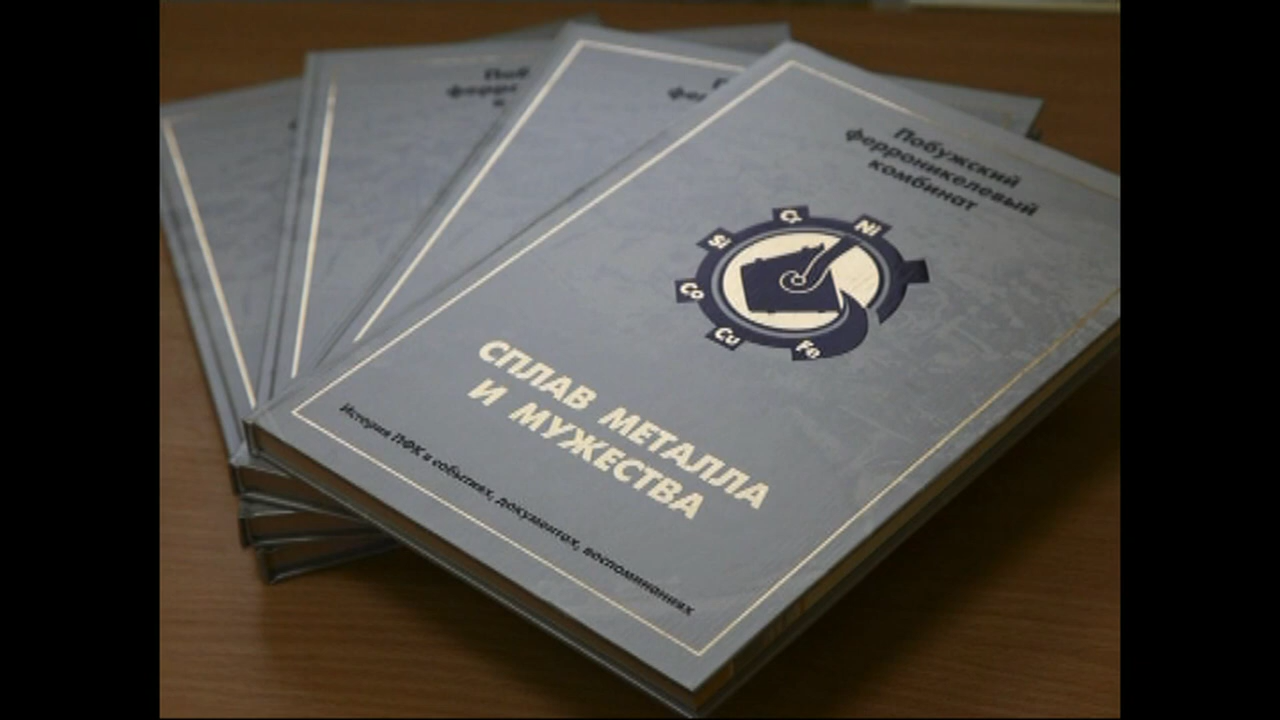 Побужский
ферроникелевый
комбинат
Cr
Ni
Si
Co
Cu
Fe
СПЛАВ МЕТАЛЛА
И МУЖЕСТВА
История ПФК в событиях, документах, воспоминаниях